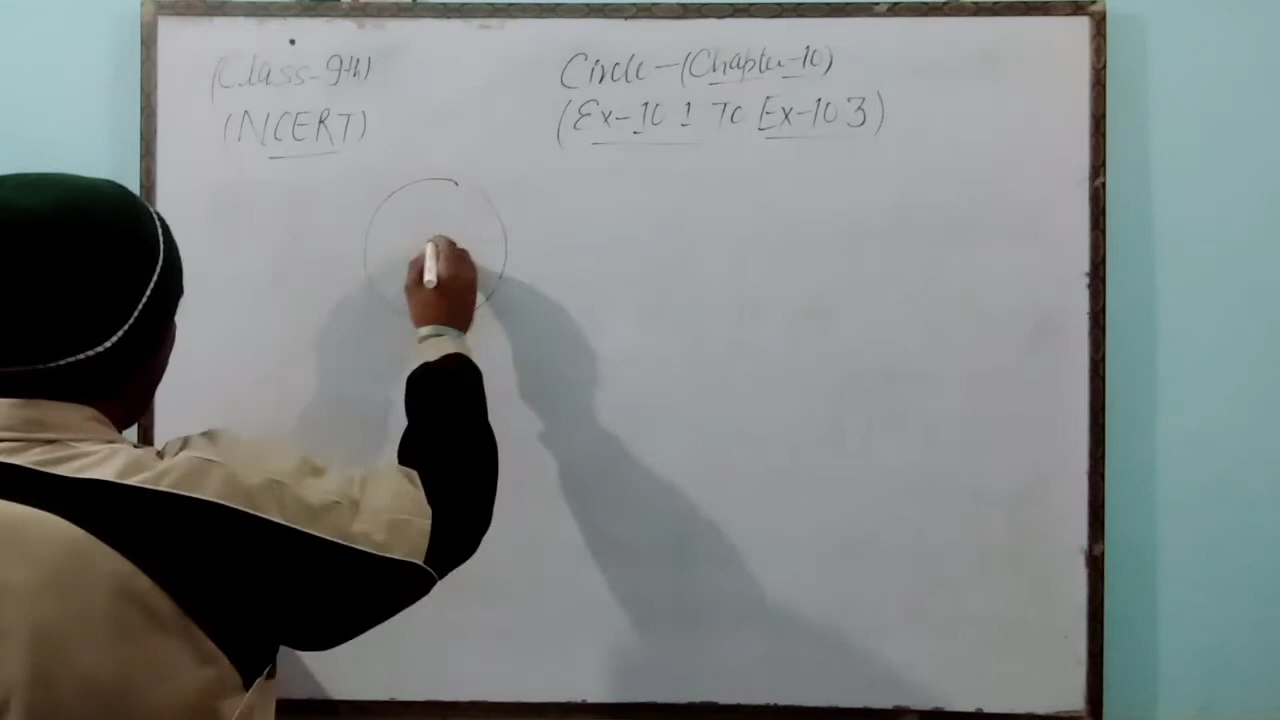 (Class-9th)
(NCERT)
Circle-(Chapter-10)
(Ex-10.1 TO Ex-10.3)